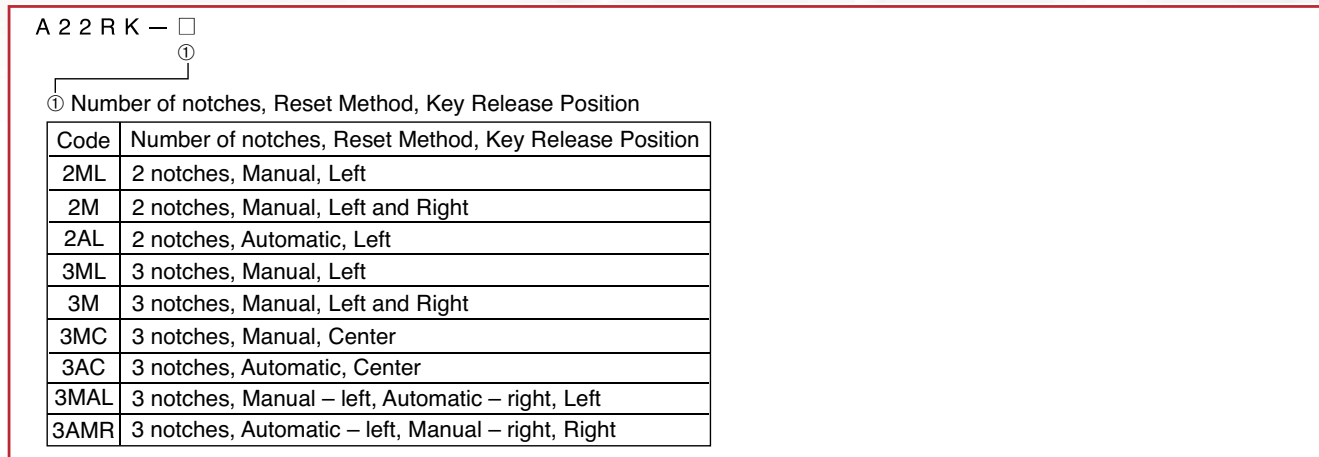 A22RK — □
①
① Number of notches, Reset Method, Key Release Position
Code Number of notches, Reset Method, Key Release Position
2ML 2 notches, Manual, Left
2M 2 notches, Manual, Left and Right
2AL 2 notches, Automatic, Left
3ML 3 notches, Manual, Left
3M 3 notches, Manual, Left and Right
3MC 3 notches, Manual, Center
3AC 3 notches, Automatic, Center
3MAL 3 notches, Manual – left, Automatic – right, Left
3AMR 3 notches, Automatic – left, Manual – right, Right